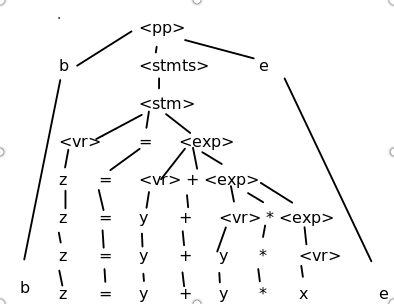 <pp>
b <stmts> e
<stm>
<vr> = <exp>
z = <vr> + <exp>
z = y + <vr> * <exp>
z = y + y * <vr>
b z = y + y * x e